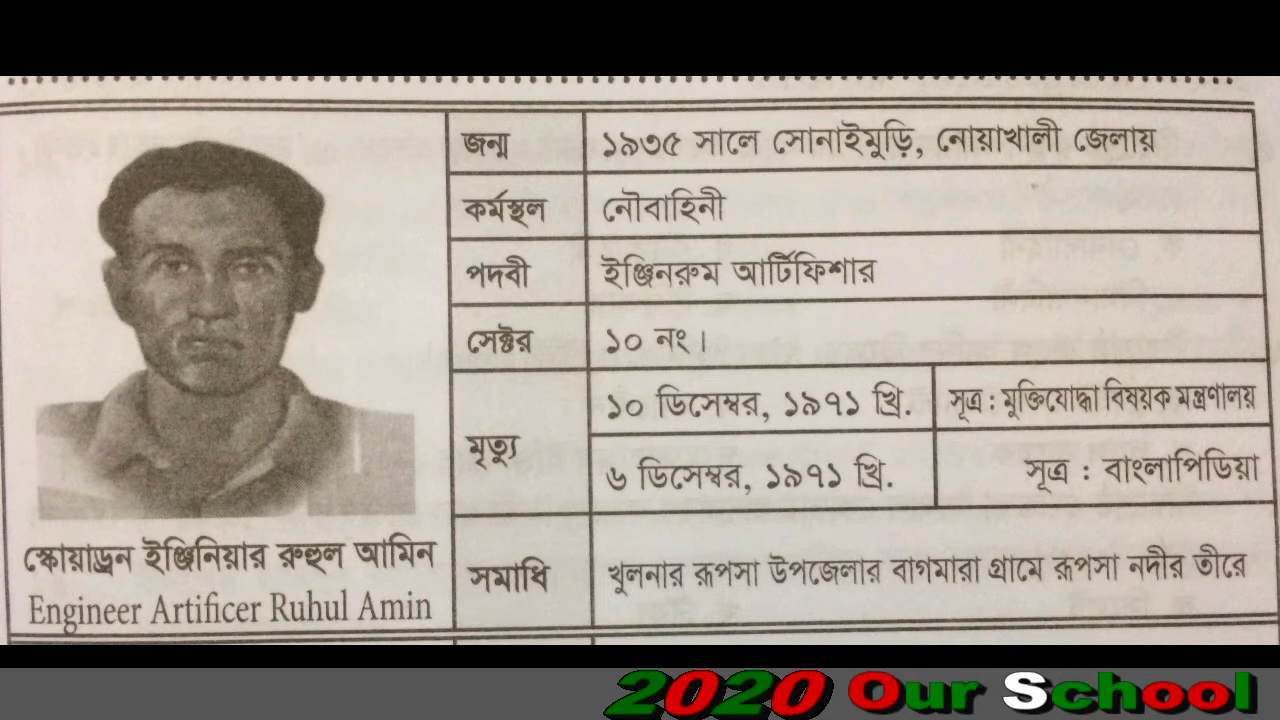 জন্ম ১৯৩৫ সালে সোনাইমুড়ি, নোয়াখালী জেলায়
কর্মস্থল নৌবাহিনী
পদবী ইঞ্জিনরুম আর্টিফিশার
সেক্টর ১০ নং।
মৃত্যু ১০ ডিসেম্বর, ১৯৭১ খ্রি. সূত্র : মুক্তিযোদ্ধা বিষয়ক মন্ত্রণালয়
৬ ডিসেম্বর, ১৯৭১ খ্রি. সূত্র : বাংলাপিডিয়া
সমাধি খুলনার রূপসা উপজেলার বাগমারা গ্রামে রূপসা নদীর তীরে
স্কোয়াড্রন ইঞ্জিনিয়ার রুহুল আমিন
Engineer Artificer Ruhul Amin
2020 Our School